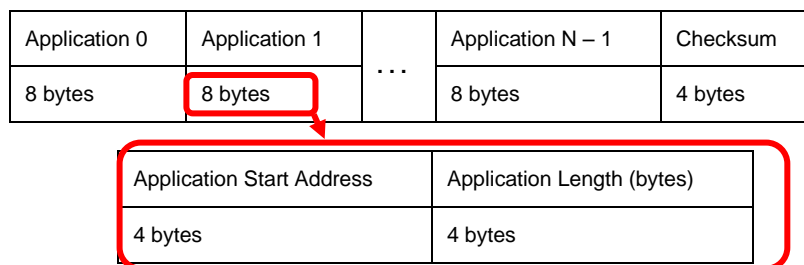 Application 0 Application 1 ... Application N – 1 Checksum
8 bytes 8 bytes 8 bytes 4 bytes
Application Start Address Application Length (bytes)
4 bytes 4 bytes